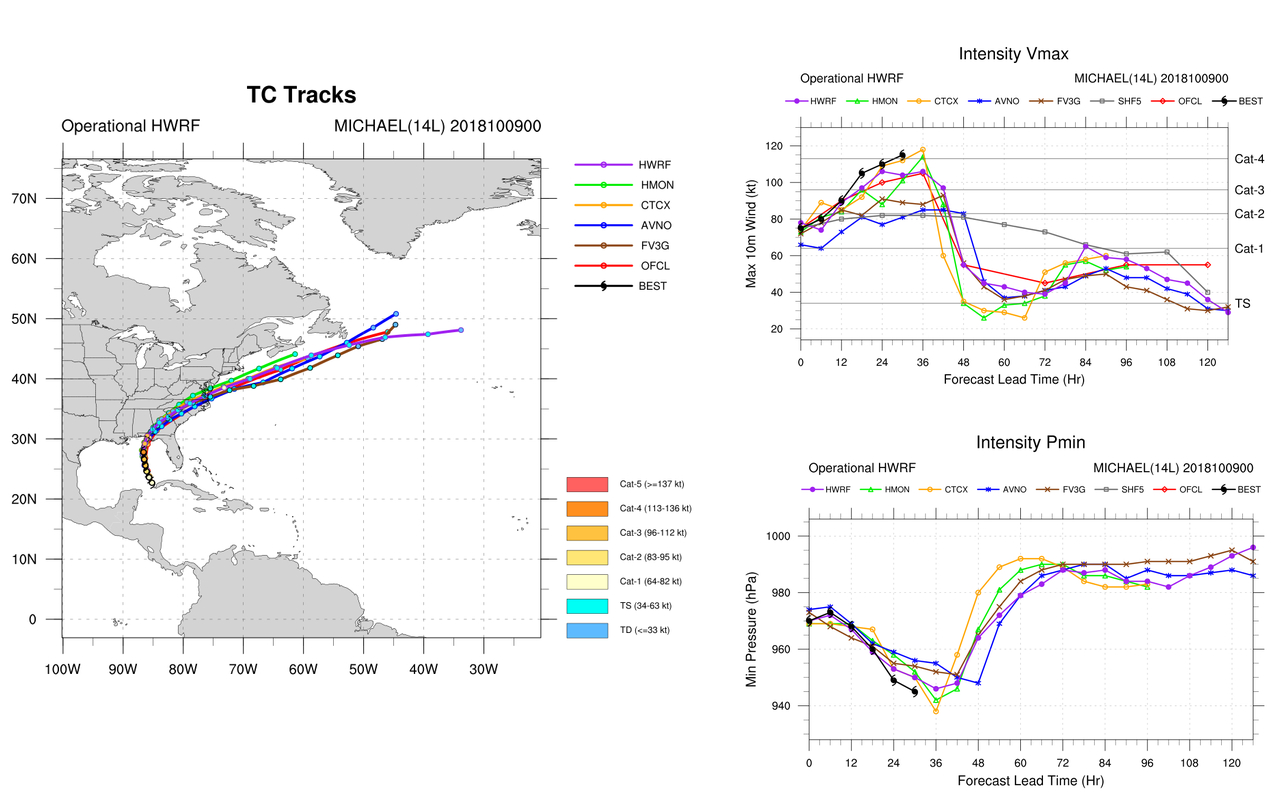 TC Tracks
Operational HWRF MICHAEL(14L) 2018100900
70N
60N
50N
40N
30N
20N
10N
0
100W 90W 80W 70W 60W 50W 40W 30W
HWRF
HMON
CTCX
AVNO
FV3G
OFCL
BEST
Cat-5 (>=137 kt)
Cat-4 (113-136 kt)
Cat-3 (96-112 kt)
Cat-2 (83-95 kt)
Cat-1 (64-82 kt)
TS (34-63 kt)
TD (<=33 kt)
Intensity Vmax
Operational HWRF MICHAEL(14L) 2018100900
HWRF HMON CTCX AVNO FV3G SHF5 OFCL BEST
Max 10m Wind (kt)
120
100
80
60
40
20
Cat-4
Cat-3
Cat-2
Cat-1
TS
0 12 24 36 48 60 72 84 96 108 120
Forecast Lead Time (Hr)
Intensity Pmin
Operational HWRF MICHAEL(14L) 2018100900
HWRF HMON CTCX AVNO FV3G SHF5 OFCL BEST
Min Pressure (hPa)
1000
980
960
940
0 12 24 36 48 60 72 84 96 108 120
Forecast Lead Time (Hr)